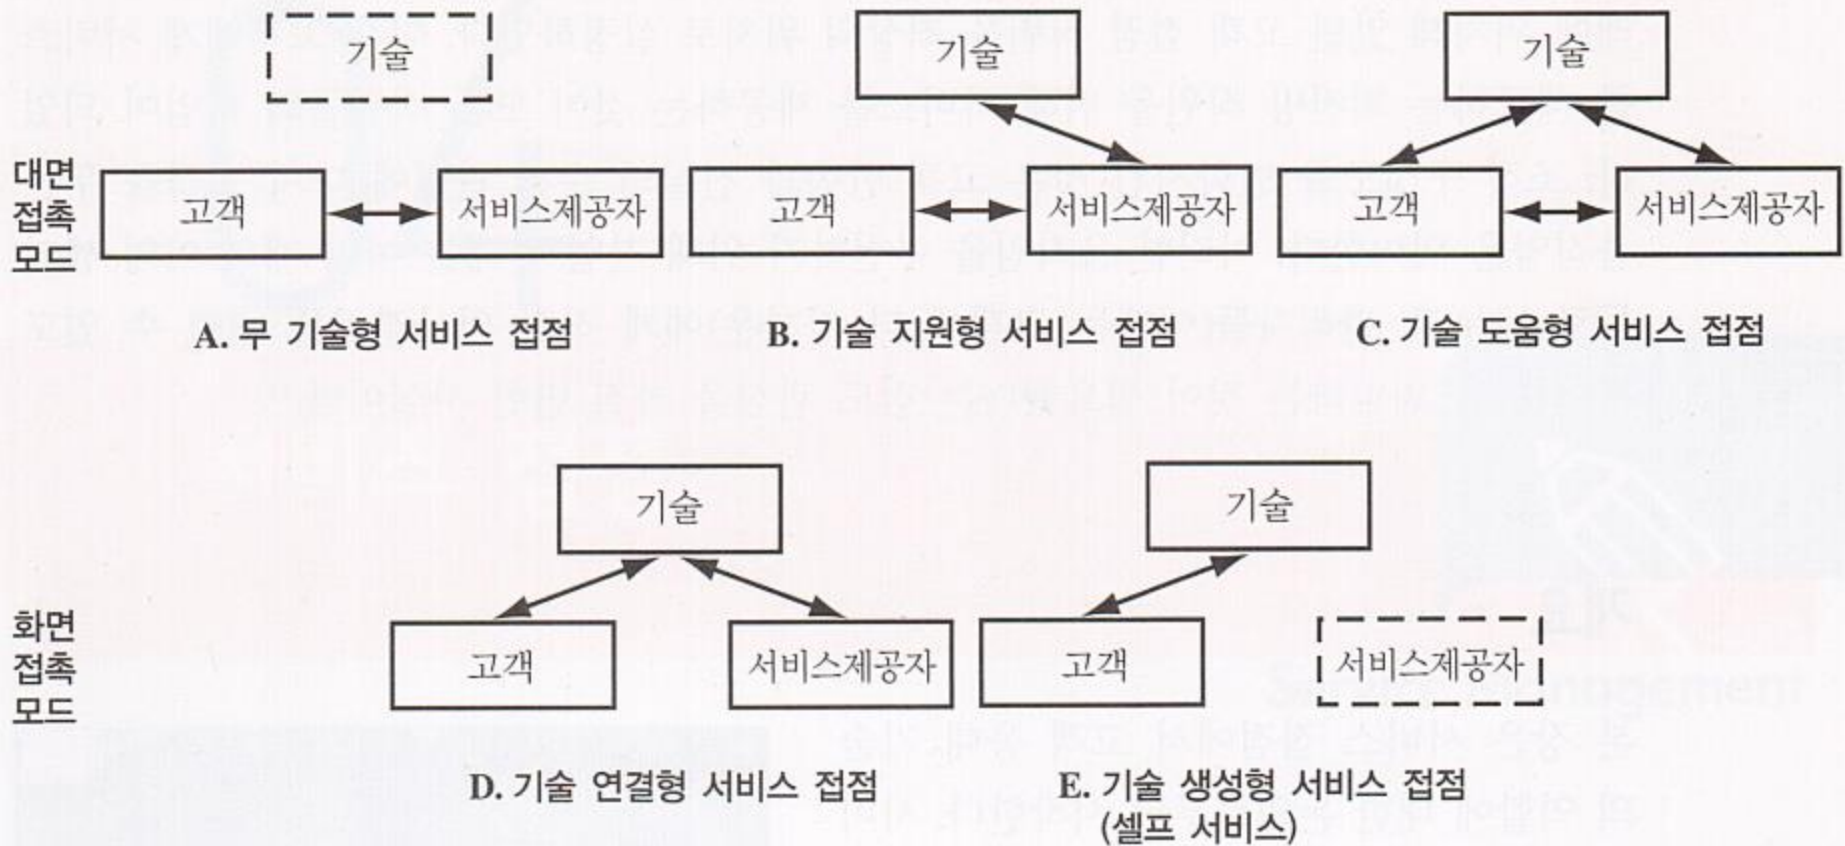 기술
기술
기술
대면
접촉
모드
고객
서비스제공자
고객
서비스제공자
고객
서비스제공자
A. 무 기술형 서비스 접점
B. 기술 지원형 서비스 접점
C. 기술 도움형 서비스 접점
기술
기술
화면
접촉
모드
고객
서비스제공자
고객
서비스제공자
D. 기술 연결형 서비스 접점
E. 기술 생성형 서비스 접점
(셀프 서비스)